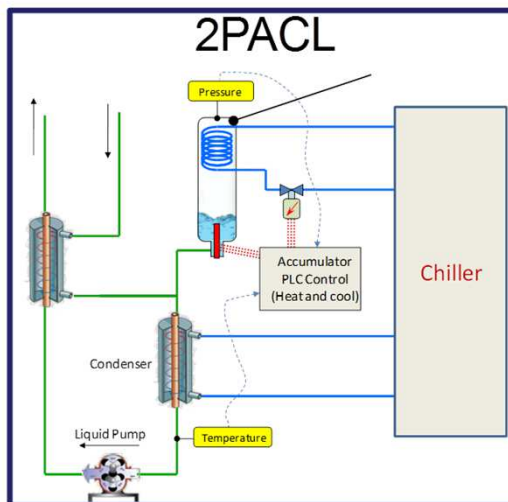 2PACL
Pressure
Accumulator
PLC Control
(Heat and cool)
Chiller
Condenser
Liquid Pump
Temperature